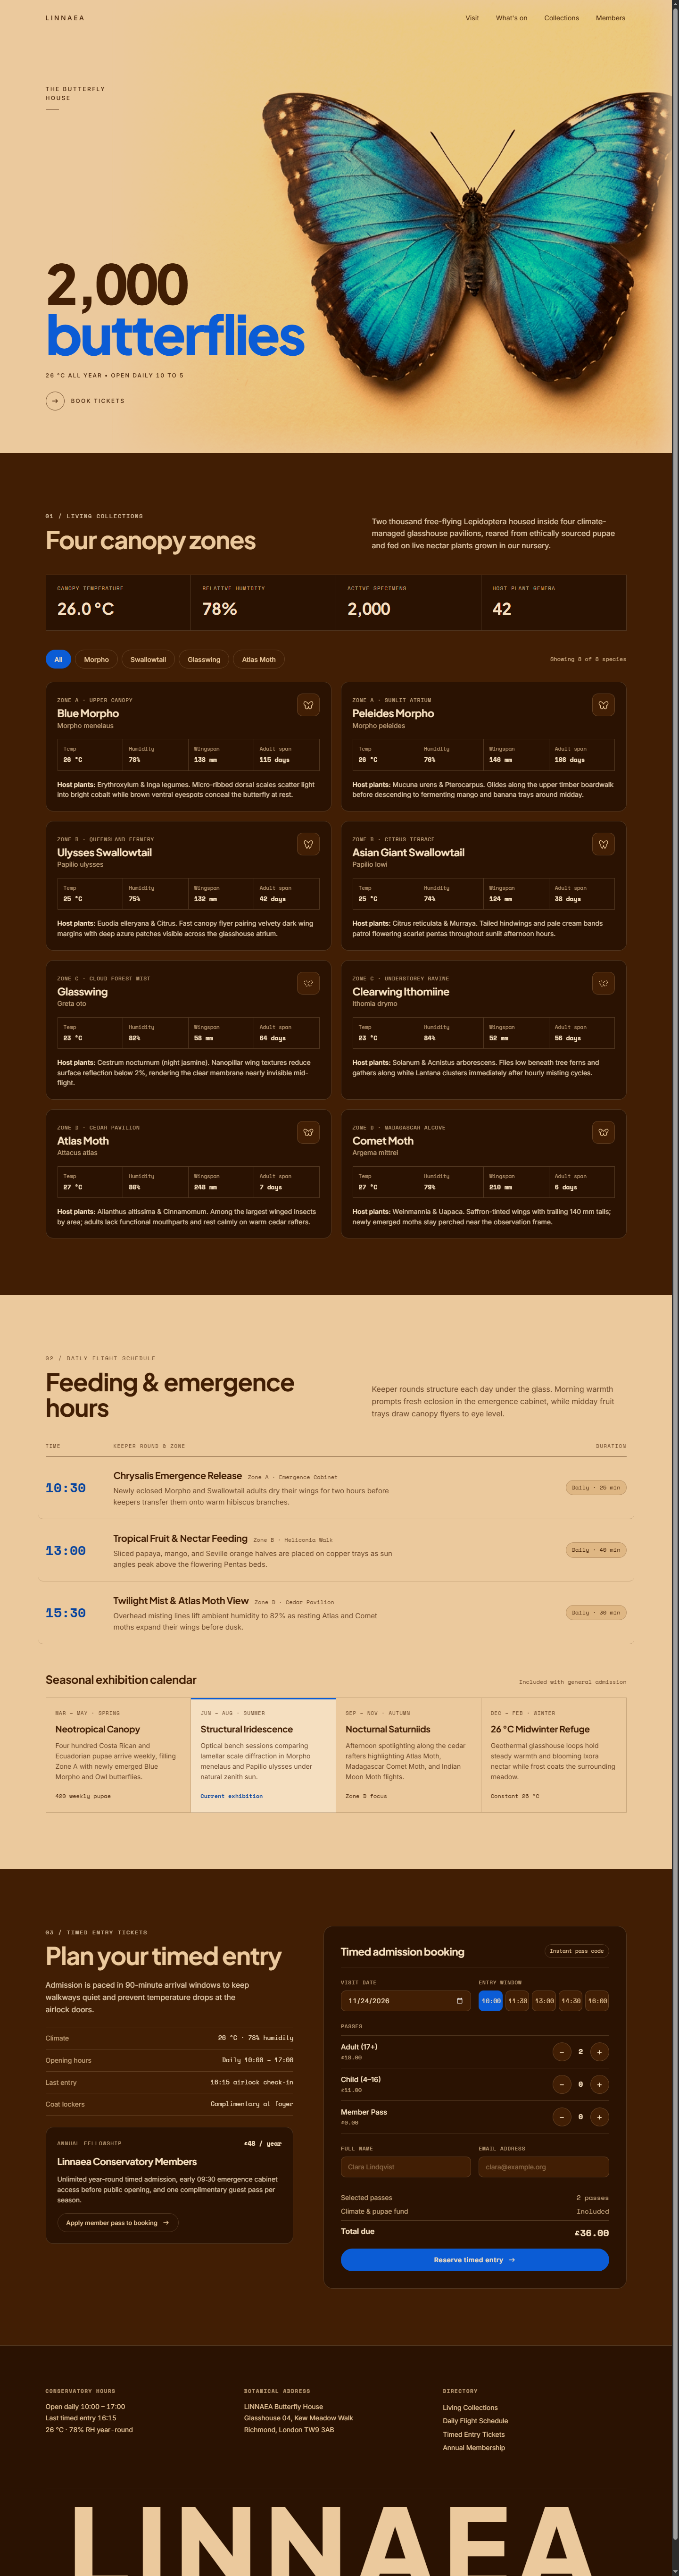 LINNAEA
Visit
What's on
Collections
Members
THE BUTTERFLY
HOUSE
2,000
butterflies
26 °C ALL YEAR • OPEN DAILY 10 TO 5
→ BOOK TICKETS
01 / LIVING COLLECTIONS
Four canopy zones
Two thousand free-flying Lepidoptera housed inside four climate-
managed glasshouse pavilions, reared from ethically sourced pupae
and fed on live nectar plants grown in our nursery.
CANOPY TEMPERATURE
26.0 °C
RELATIVE HUMIDITY
78%
ACTIVE SPECIMENS
2,000
HOST PLANT GENERA
42
All
Morpho
Swallowtail
Glasswing
Atlas Moth
Showing 8 of 8 species
ZONE A · UPPER CANOPY
Blue Morpho
Morpho menelaus
Temp Humidity Wingspan Adult span
26 °C 78% 138 mm 115 days
Host plants: Erythroxylum & Inga legumes. Micro-ribbed dorsal scales scatter light
into bright cobalt while brown ventral eyespots conceal the butterfly at rest.
ZONE A · SUNLIT ATRIUM
Peleides Morpho
Morpho peleides
Temp Humidity Wingspan Adult span
26 °C 76% 146 mm 108 days
Host plants: Mucuna urens & Pterocarpus. Glides along the upper timber boardwalk
before descending to fermenting mango and banana trays around midday.
ZONE B · QUEENSLAND FERNERY
Ulysses Swallowtail
Papilio ulysses
Temp Humidity Wingspan Adult span
25 °C 75% 132 mm 42 days
Host plants: Euodia elleryana & Citrus. Fast canopy flyer pairing velvety dark wing
margins with deep azure patches visible across the glasshouse atrium.
ZONE B · CITRUS TERRACE
Asian Giant Swallowtail
Papilio lowi
Temp Humidity Wingspan Adult span
25 °C 74% 124 mm 38 days
Host plants: Citrus reticulata & Murraya. Tailed hindwings and pale cream bands
patrol flowering scarlet pentas throughout sunlit afternoon hours.
ZONE C · CLOUD FOREST MIST
Glasswing
Greta oto
Temp Humidity Wingspan Adult span
23 °C 82% 58 mm 64 days
Host plants: Cestrum nocturnum (night jasmine). Nanopillar wing textures reduce
surface reflection below 2%, rendering the clear membrane nearly invisible mid-
flight.
ZONE C · UNDERSTOREY RAVINE
Clearwing Ithomiine
Ithomia drymo
Temp Humidity Wingspan Adult span
23 °C 84% 52 mm 56 days
Host plants: Solanum & Acnistus arborescens. Flies low beneath tree ferns and
gathers along white Lantana clusters immediately after hourly misting cycles.
ZONE D · CEDAR PAVILION
Atlas Moth
Attacus atlas
Temp Humidity Wingspan Adult span
27 °C 80% 248 mm 7 days
Host plants: Ailanthus altissima & Cinnamomum. Among the largest winged insects
by area; adults lack functional mouthparts and rest calmly on warm cedar rafters.
ZONE D · MADAGASCAR ALCOVE
Comet Moth
Argema mittrei
Temp Humidity Wingspan Adult span
27 °C 79% 210 mm 6 days
Host plants: Weinmannia & Uapaca. Saffron-tinted wings with trailing 140 mm tails;
newly emerged moths stay perched near the observation frame.
02 / DAILY FLIGHT SCHEDULE
Feeding & emergence
hours
Keeper rounds structure each day under the glass. Morning warmth
prompts fresh eclosion in the emergence cabinet, while midday fruit
trays draw canopy flyers to eye level.
TIME KEEPER ROUND & ZONE DURATION
10:30
Chrysalis Emergence Release Zone A · Emergence Cabinet
Newly eclosed Morpho and Swallowtail adults dry their wings for two hours before
keepers transfer them onto warm hibiscus branches.
Daily · 25 min
13:00
Tropical Fruit & Nectar Feeding Zone B · Heliconia Walk
Sliced papaya, mango, and Seville orange halves are placed on copper trays as sun
angles peak above the flowering Pentas beds.
Daily · 40 min
15:30
Twilight Mist & Atlas Moth View Zone D · Cedar Pavilion
Overhead misting lines lift ambient humidity to 82% as resting Atlas and Comet
moths expand their wings before dusk.
Daily · 30 min
Seasonal exhibition calendar
Included with general admission
MAR – MAY · SPRING
Neotropical Canopy
Four hundred Costa Rican and
Ecuadorian pupae arrive weekly, filling
Zone A with newly emerged Blue
Morpho and Owl butterflies.
420 weekly pupae
JUN – AUG · SUMMER
Structural Iridescence
Optical bench sessions comparing
lamellar scale diffraction in Morpho
menelaus and Papilio ulysses under
natural zenith sun.
Current exhibition
SEP – NOV · AUTUMN
Nocturnal Saturniids
Afternoon spotlighting along the cedar
rafters highlighting Atlas Moth,
Madagascar Comet Moth, and Indian
Moon Moth flights.
Zone D focus
DEC – FEB · WINTER
26 °C Midwinter Refuge
Geothermal glasshouse loops hold
steady warmth and blooming Ixora
nectar while frost coats the surrounding
meadow.
Constant 26 °C
03 / TIMED ENTRY TICKETS
Plan your timed entry
Admission is paced in 90-minute arrival windows to keep
walkways quiet and prevent temperature drops at the
airlock doors.
Climate 26 °C · 78% humidity
Opening hours Daily 10:00 – 17:00
Last entry 16:15 airlock check-in
Coat lockers Complimentary at foyer
ANNUAL FELLOWSHIP £48 / year
Linnaea Conservatory Members
Unlimited year-round timed admission, early 09:30 emergence cabinet
access before public opening, and one complimentary guest pass per
season.
Apply member pass to booking →
Timed admission booking
Instant pass code
VISIT DATE
11/24/2026
ENTRY WINDOW
10:00 11:30 13:00 14:30 16:00
PASSES
Adult (17+)
£18.00
− 2 +
Child (4–16)
£11.00
− 0 +
Member Pass
£0.00
− 0 +
FULL NAME
Clara Lindqvist
EMAIL ADDRESS
clara@example.org
Selected passes 2 passes
Climate & pupae fund Included
Total due £36.00
Reserve timed entry →
CONSERVATORY HOURS
Open daily 10:00 – 17:00
Last timed entry 16:15
26 °C · 78% RH year-round
BOTANICAL ADDRESS
LINNAEA Butterfly House
Glasshouse 04, Kew Meadow Walk
Richmond, London TW9 3AB
DIRECTORY
Living Collections
Daily Flight Schedule
Timed Entry Tickets
Annual Membership
LINNAEA